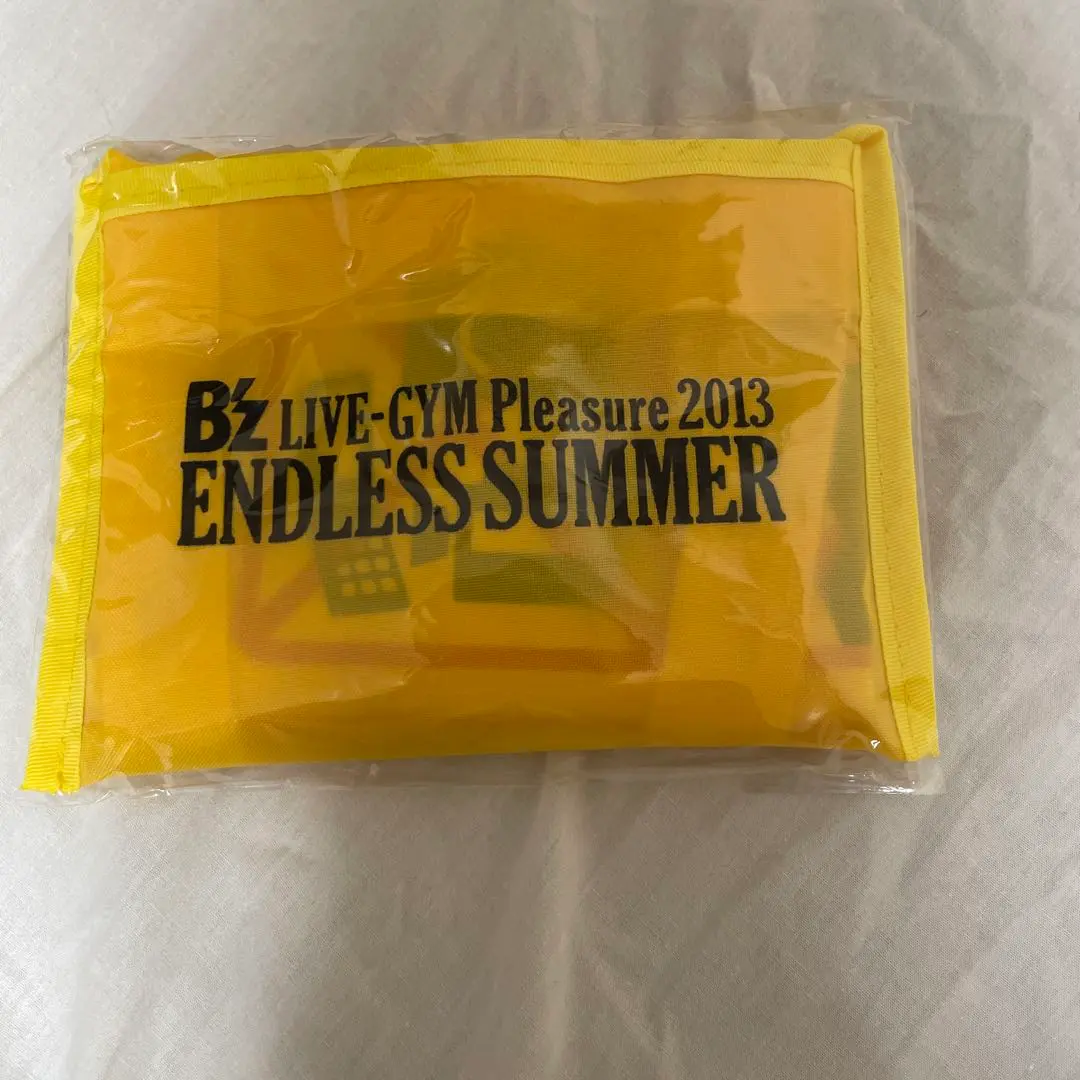 B'z LIVE-GYM Pleasure 2013
ENDLESS SUMMER